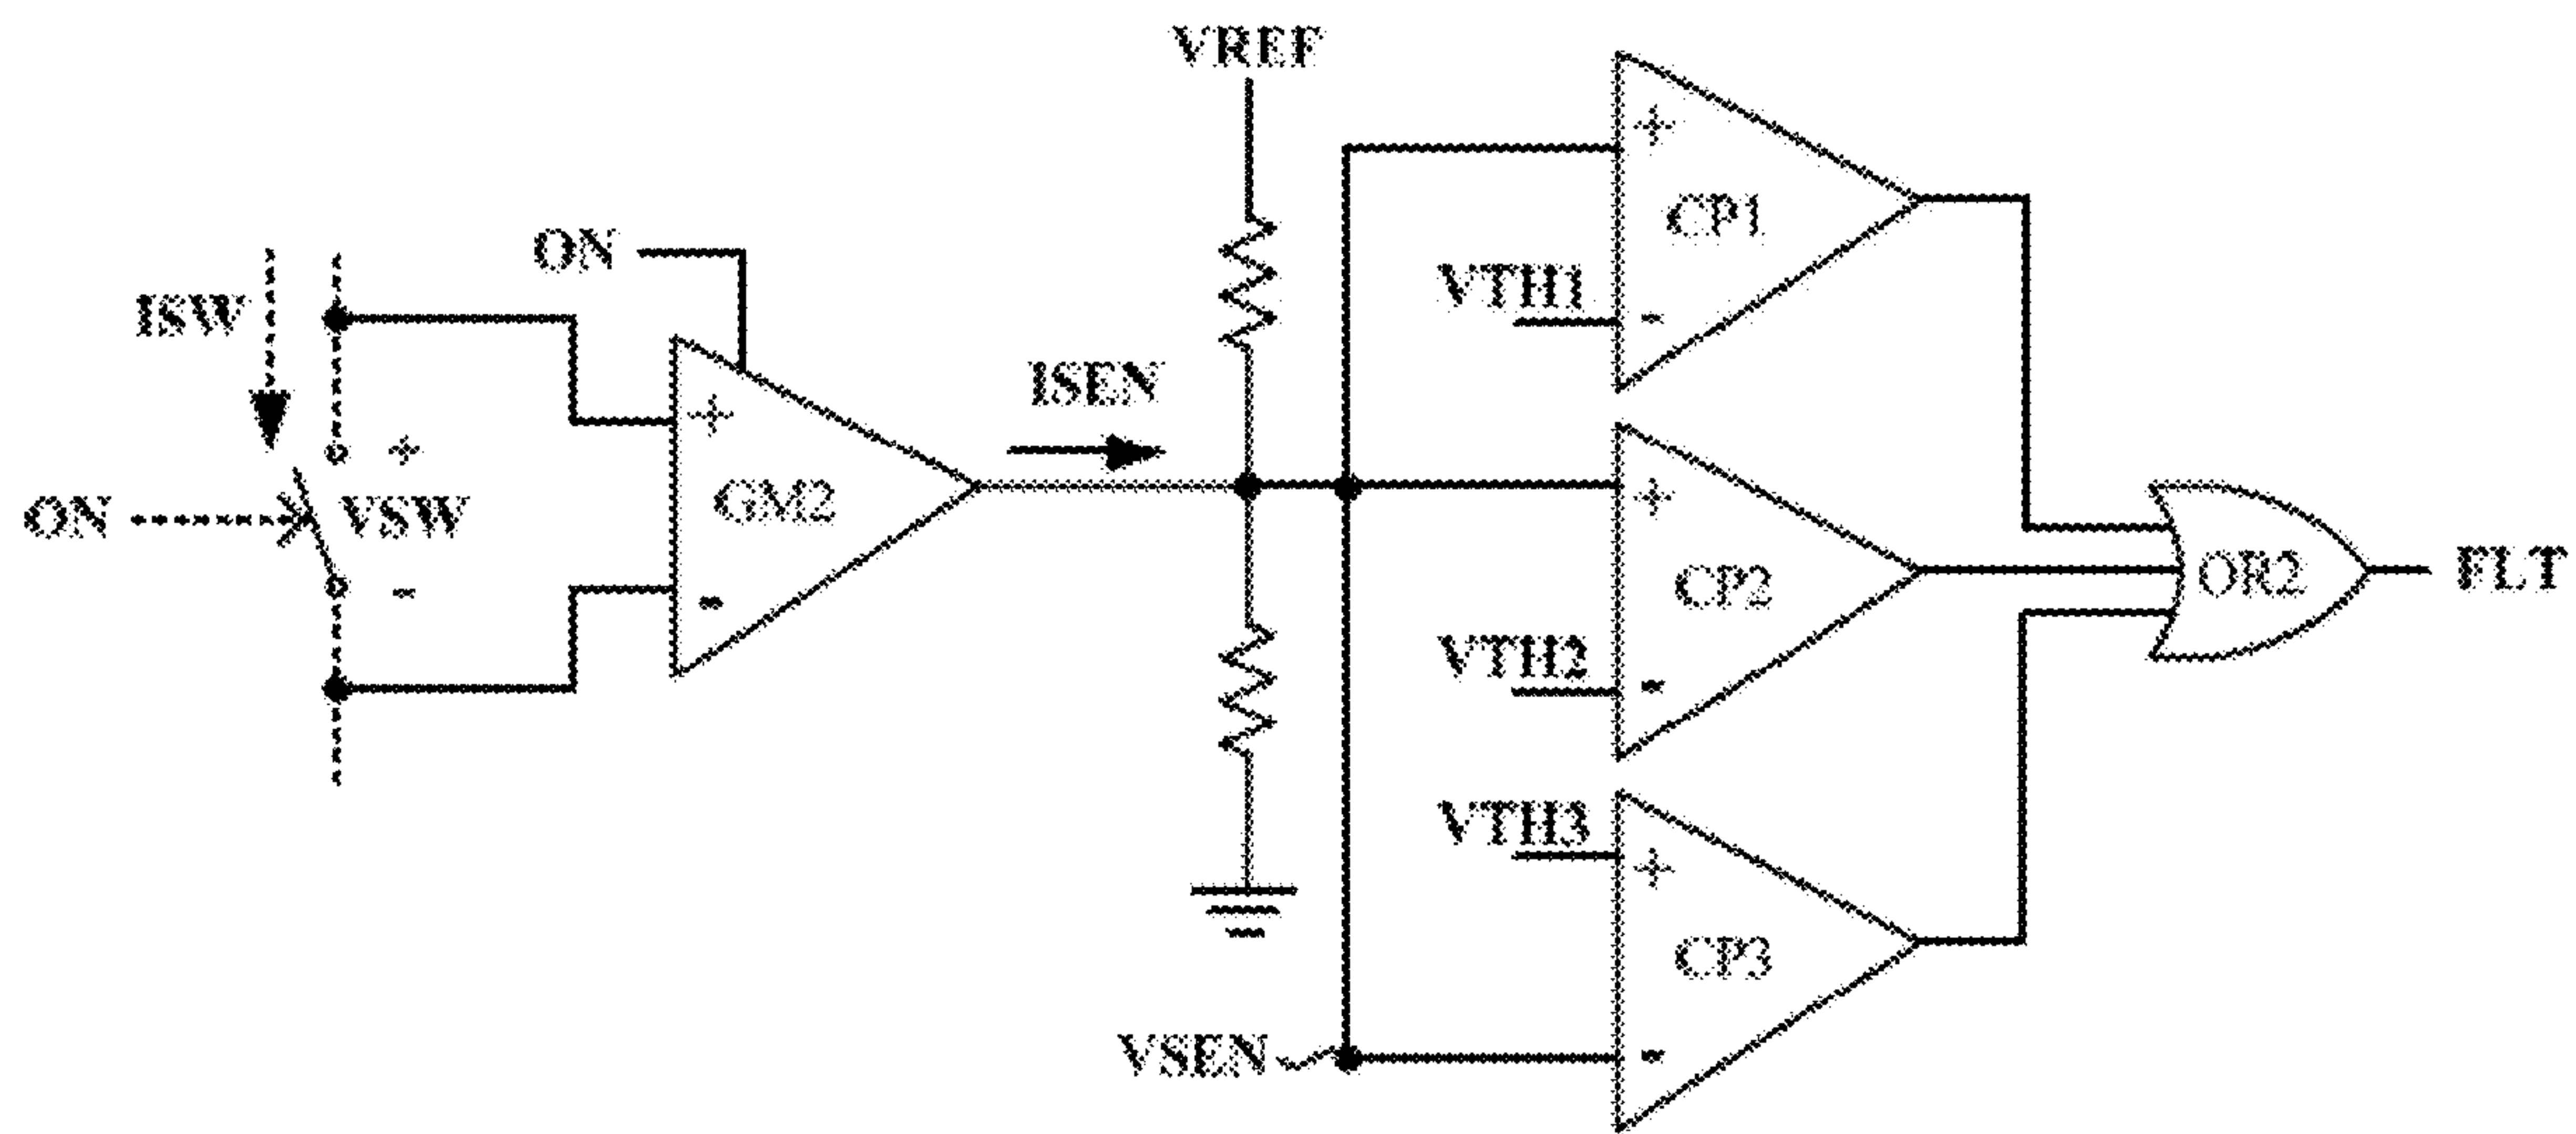 VREF
+
CP1
ON
VTH1
-
ISW
+
GM2
-
ISEN
+
ON
VSW
-
+
CP2
VTH2
-
OR2
FLT
VTH3
+
CP3
VSEN
-